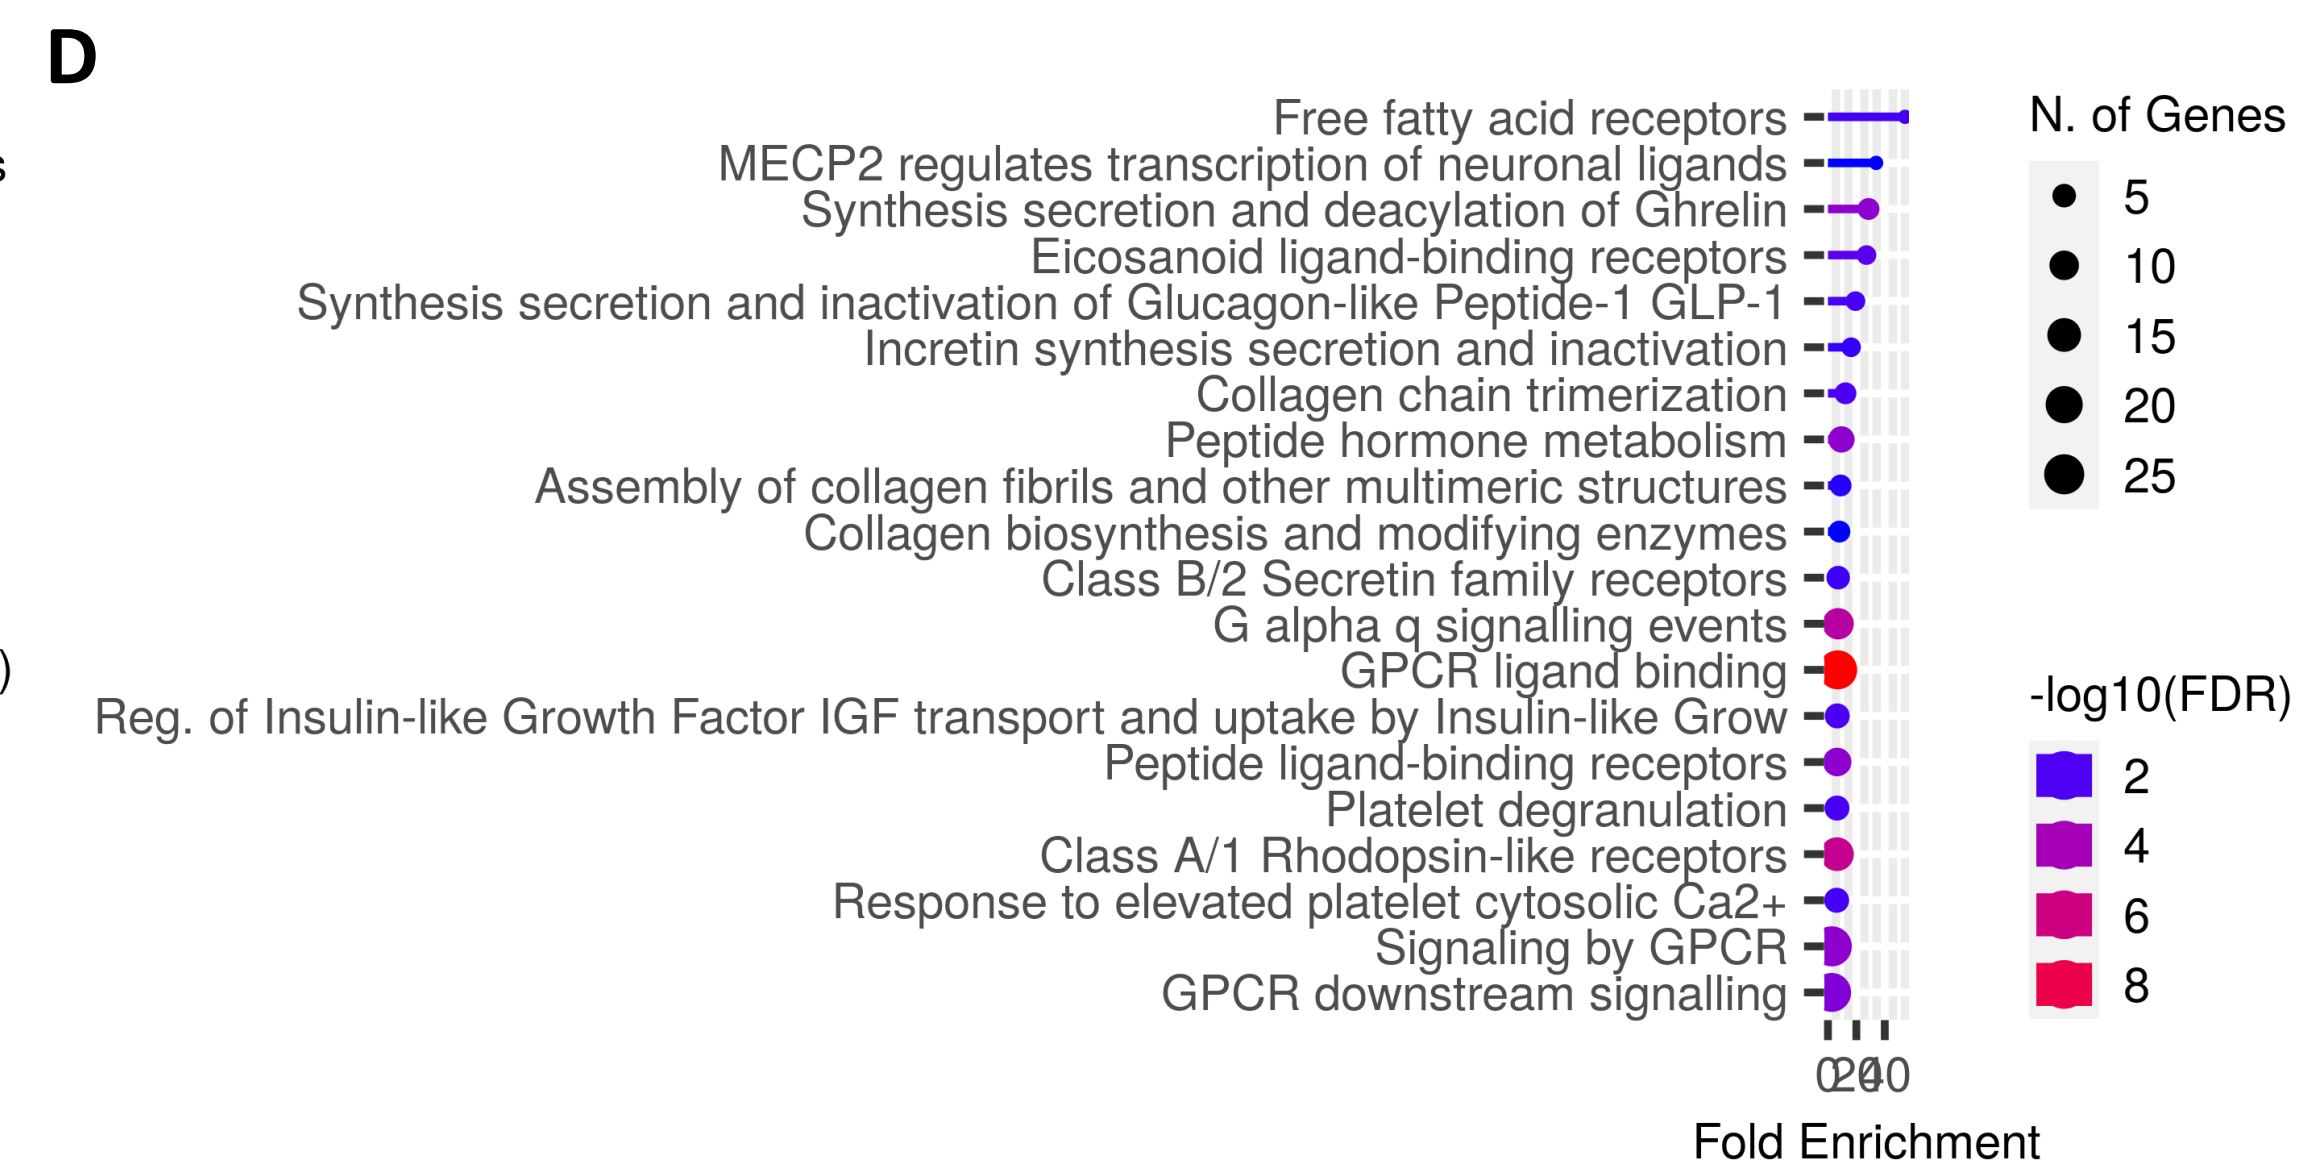 D
s
)
Free fatty acid receptors
MECP2 regulates transcription of neuronal ligands
Synthesis secretion and deacylation of Ghrelin
Eicosanoid ligand-binding receptors
Synthesis secretion and inactivation of Glucagon-like Peptide-1 GLP-1
Incretin synthesis secretion and inactivation
Collagen chain trimerization
Peptide hormone metabolism
Assembly of collagen fibrils and other multimeric structures
Collagen biosynthesis and modifying enzymes
Class B/2 Secretin family receptors
G alpha q signalling events
GPCR ligand binding
Reg. of Insulin-like Growth Factor IGF transport and uptake by Insulin-like Grow
Peptide ligand-binding receptors
Platelet degranulation
Class A/1 Rhodopsin-like receptors
Response to elevated platelet cytosolic Ca2+
Signaling by GPCR
GPCR downstream signalling
0 20 40
Fold Enrichment
N. of Genes
5
10
15
20
25
-log10(FDR)
2
4
6
8